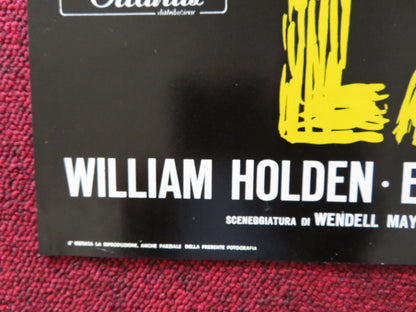 distribuzione
L
WILLIAM HOLDEN · E
SCENEGGIATURA DI WENDELL MAY
E' VIETATA LA RIPRODUZIONE, ANCHE PARZIALE DELLA PRESENTE FOTOGRAFIA